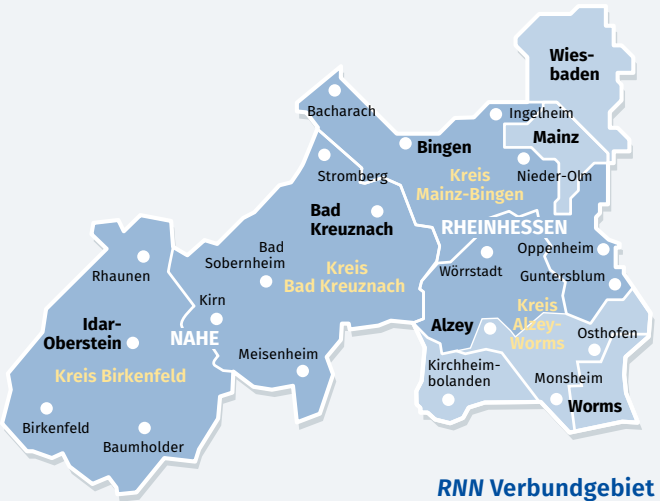 Wies-
baden
Bacharach
Ingelheim
Mainz
Bingen
Stromberg
Kreis
Mainz-Bingen
Nieder-Olm
Bad
Kreuznach
RHEINHESSEN
Bad
Sobernheim
Oppenheim
Rhaunen
Kreis
Bad Kreuznach
Wörrstadt
Guntersblum
Kirn
Kreis
Alzey-
Worms
Idar-
Oberstein
NAHE
Alzey
Osthofen
Meisenheim
Kirchheim-
bolanden
Kreis Birkenfeld
Monsheim
Worms
Birkenfeld
Baumholder
RNN Verbundgebiet